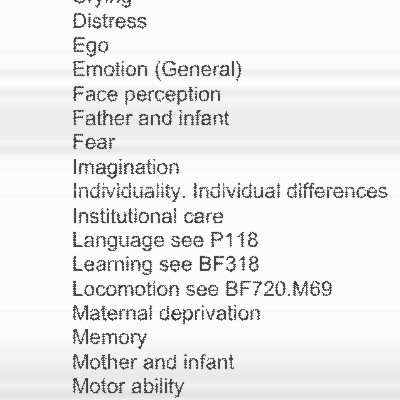 Crying
Distress
Ego
Emotion (General)
Face perception
Father and infant
Fear
Imagination
Individuality. Individual differences
Institutional care
Language see P118
Learning see BF318
Locomotion see BF720.M69
Maternal deprivation
Memory
Mother and infant
Motor ability